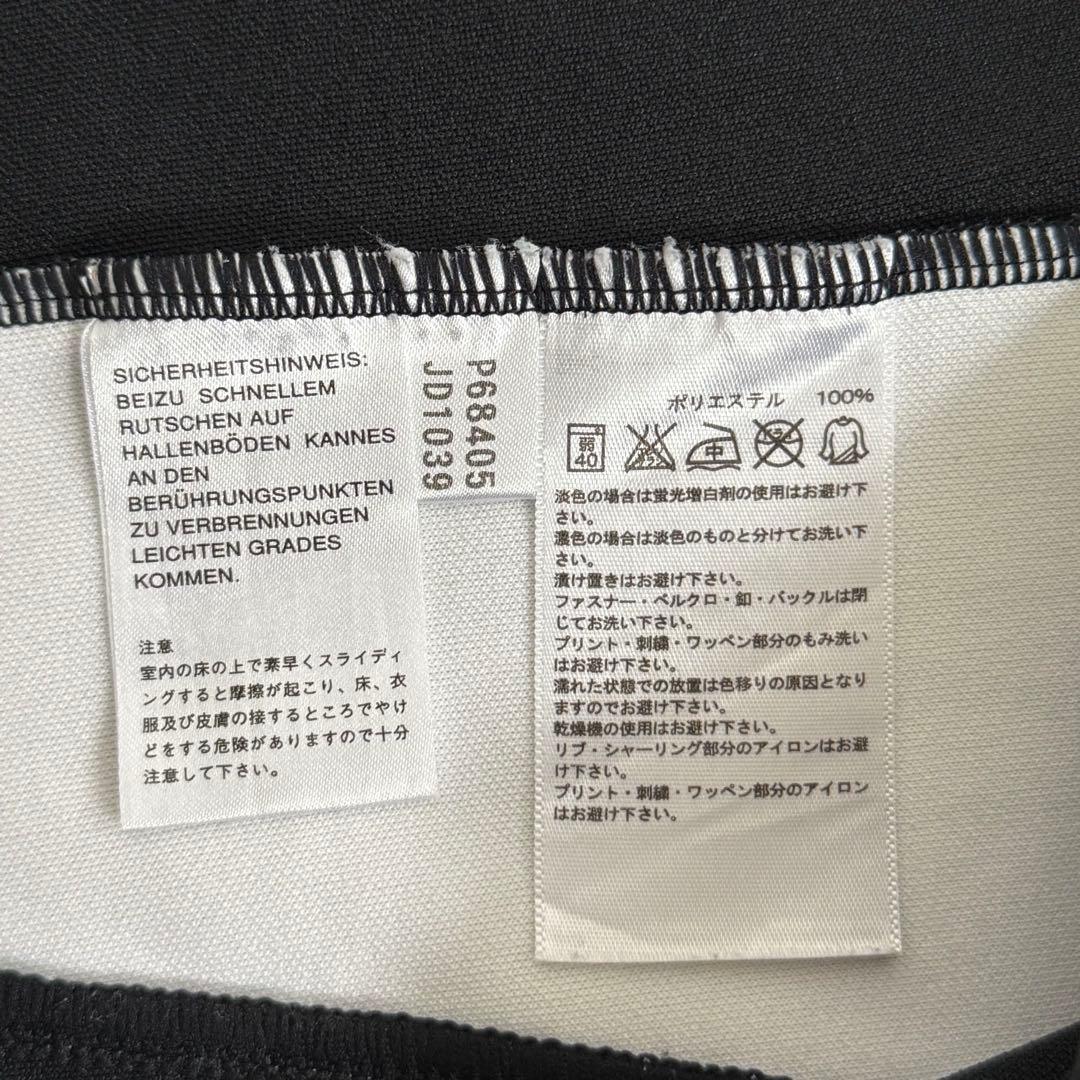 SICHERHEITSHINWEIS:
BEIZU SCHNELLEM
RUTSCHEN AUF
HALLENBÖDEN KANNES
AN DEN
BERÜHRUNGSPUNKTEN
ZU VERBRENNUNGEN
LEICHTEN GRADES
KOMMEN.
注意
室内の床の上で素早くスライディ
ングすると摩擦が起こり、床、衣
服及び皮膚の接するところでやけ
どをする危険がありますので十分
注意して下さい。
P68405
JD1039
ポリエステル 100%
弱
40
中
淡色の場合は蛍光増白剤の使用はお避け下
さい。
濃色の場合は淡色のものと分けてお洗い下
さい。
漬け置きはお避け下さい。
ファスナー・ベルクロ・釦・バックルは閉
じてお洗い下さい。
プリント・刺繍・ワッペン部分のもみ洗い
はお避け下さい。
濡れた状態での放置は色移りの原因となり
ますのでお避け下さい。
乾燥機の使用はお避け下さい。
リブ・シャーリング部分のアイロンはお避
け下さい。
プリント・刺繍・ワッペン部分のアイロン
はお避け下さい。